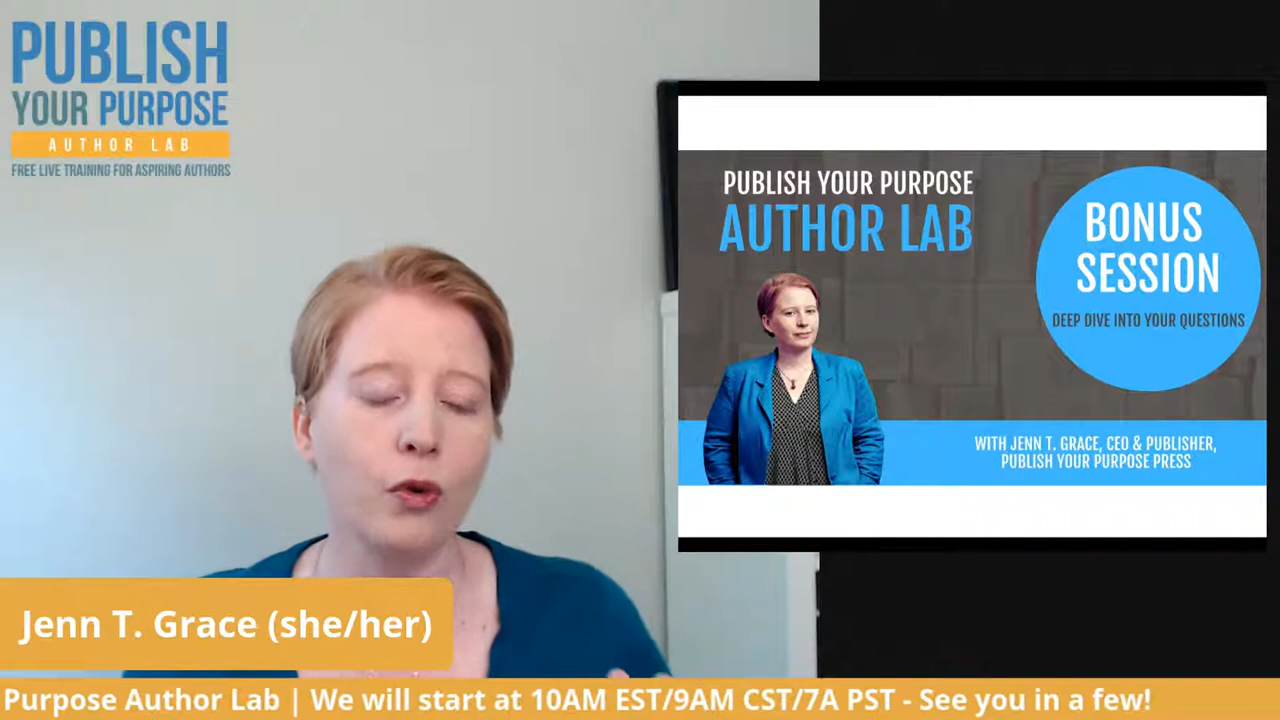 PUBLISH
YOUR PURPOSE
AUTHOR LAB
FREE LIVE TRAINING FOR ASPIRING AUTHORS
PUBLISH YOUR PURPOSE
AUTHOR LAB
BONUS
SESSION
DEEP DIVE INTO YOUR QUESTIONS
WITH JENN T. GRACE, CEO & PUBLISHER,
PUBLISH YOUR PURPOSE PRESS
Jenn T. Grace (she/her)
Purpose Author Lab | We will start at 10AM EST/9AM CST/7A PST - See you in a few!